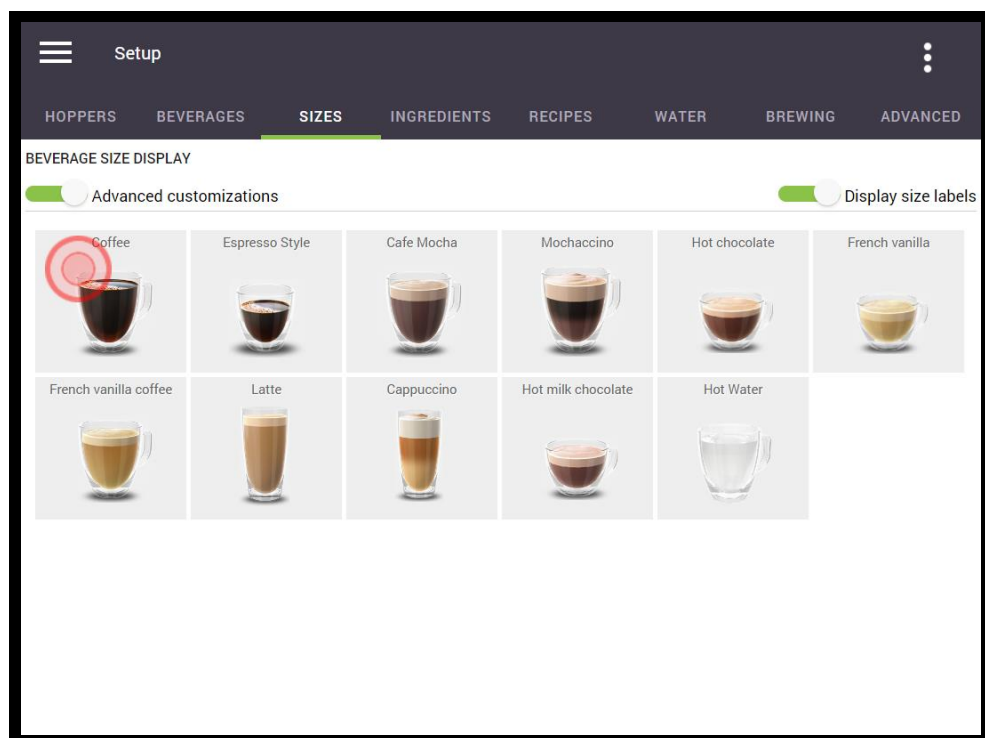 Setup
HOPPERS BEVERAGES SIZES INGREDIENTS RECIPES WATER BREWING ADVANCED
BEVERAGE SIZE DISPLAY
Advanced customizations Display size labels
Coffee Espresso Style Cafe Mocha Mochaccino Hot chocolate French vanilla
French vanilla coffee Latte Cappuccino Hot milk chocolate Hot Water